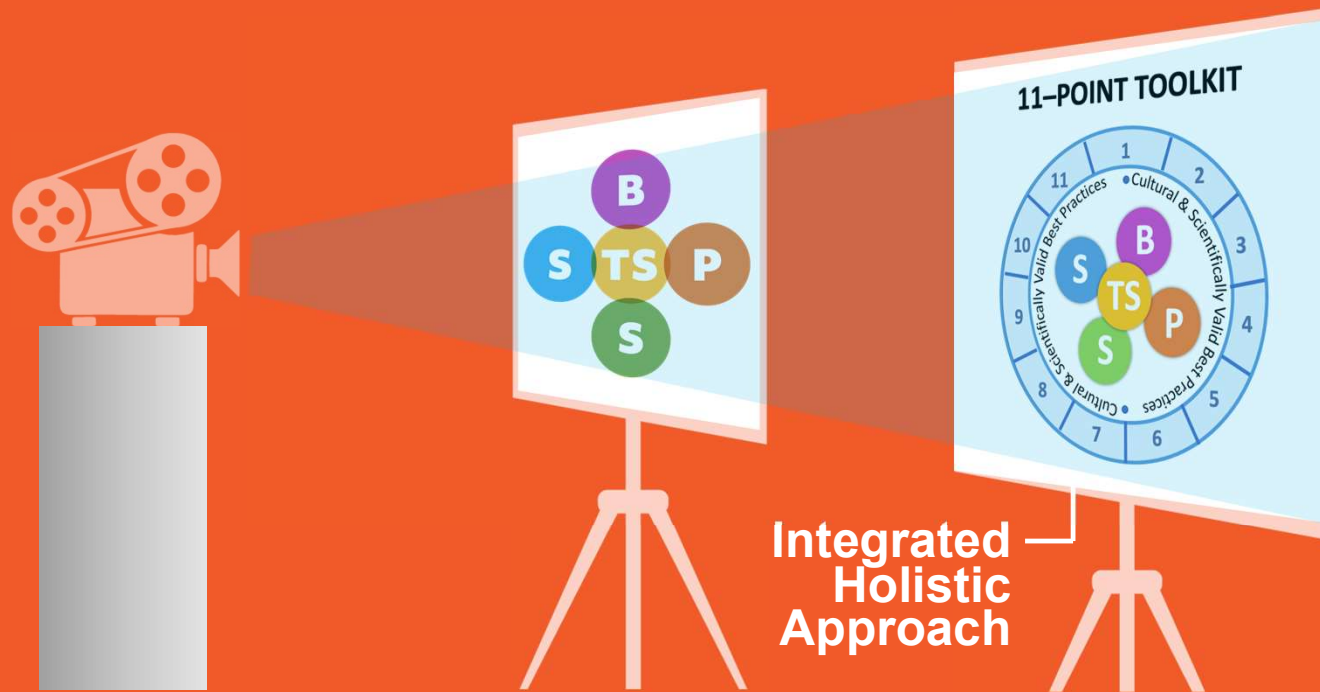 B
S TS P
S
11–POINT TOOLKIT
1
2
3
4
5
6
7
8
9
10
11
•Cultural & Scientifically Valid Best Practices
•Cultural & Scientifically Valid Best Practices
B
S
TS
P
S
Integrated
Holistic
Approach